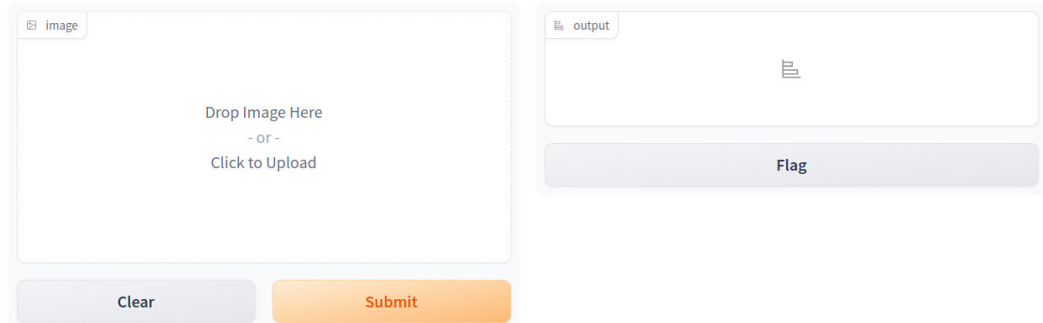 image
Drop Image Here
- or -
Click to Upload
Clear
Submit
output
Flag